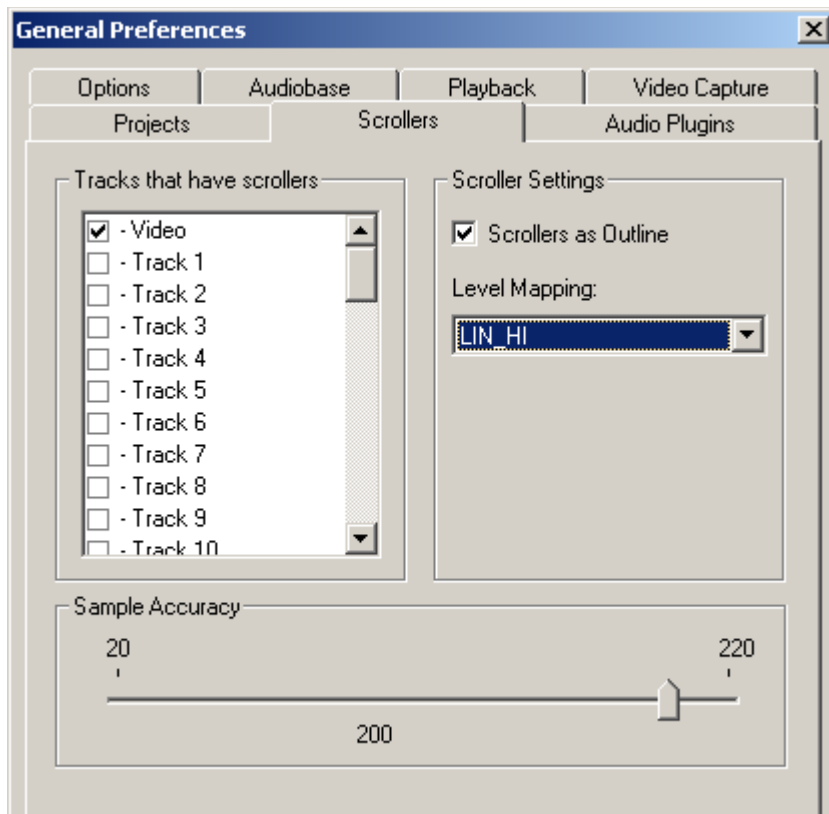 General Preferences
Options Audiobase Playback Video Capture
Projects Scrollers Audio Plugins
Tracks that have scrollers
- Video
- Track 1
- Track 2
- Track 3
- Track 4
- Track 5
- Track 6
- Track 7
- Track 8
- Track 9
- Track 10
Scroller Settings
Scrollers as Outline
Level Mapping:
LIN_HI
Sample Accuracy
20 220
200